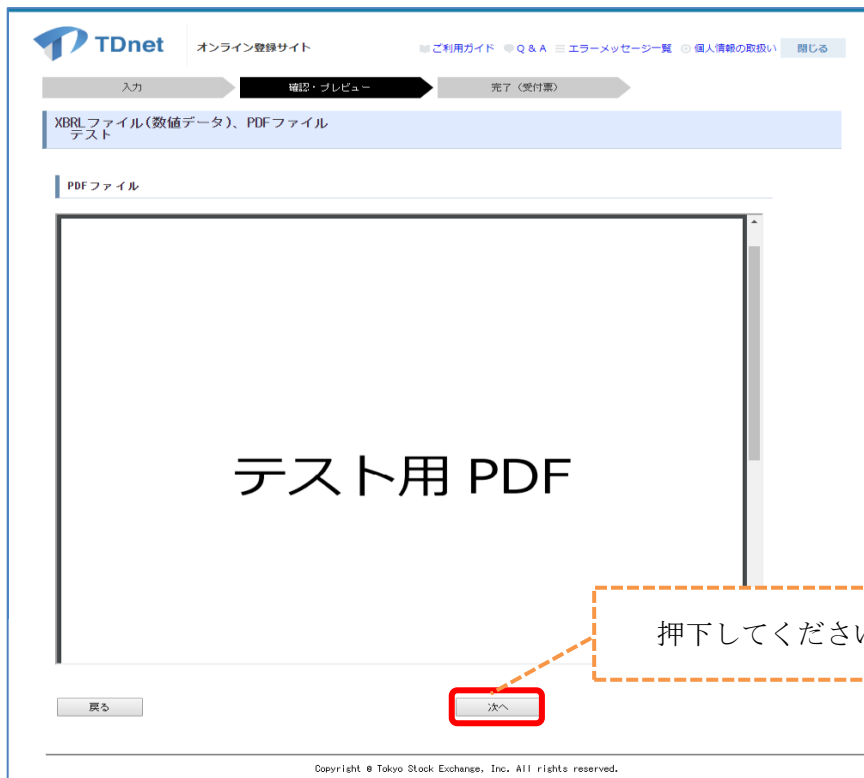 TDnet オンライン登録サイト ご利用ガイド Q & A エラーメッセージ一覧 個人情報の取扱い 閉じる
入力 確認・プレビュー 完了（受付票）
XBRLファイル(数値データ)、PDFファイル
テスト
PDFファイル
テスト用 PDF
押下してくださ
戻る 次へ
Copyright © Tokyo Stock Exchange, Inc. All rights reserved.